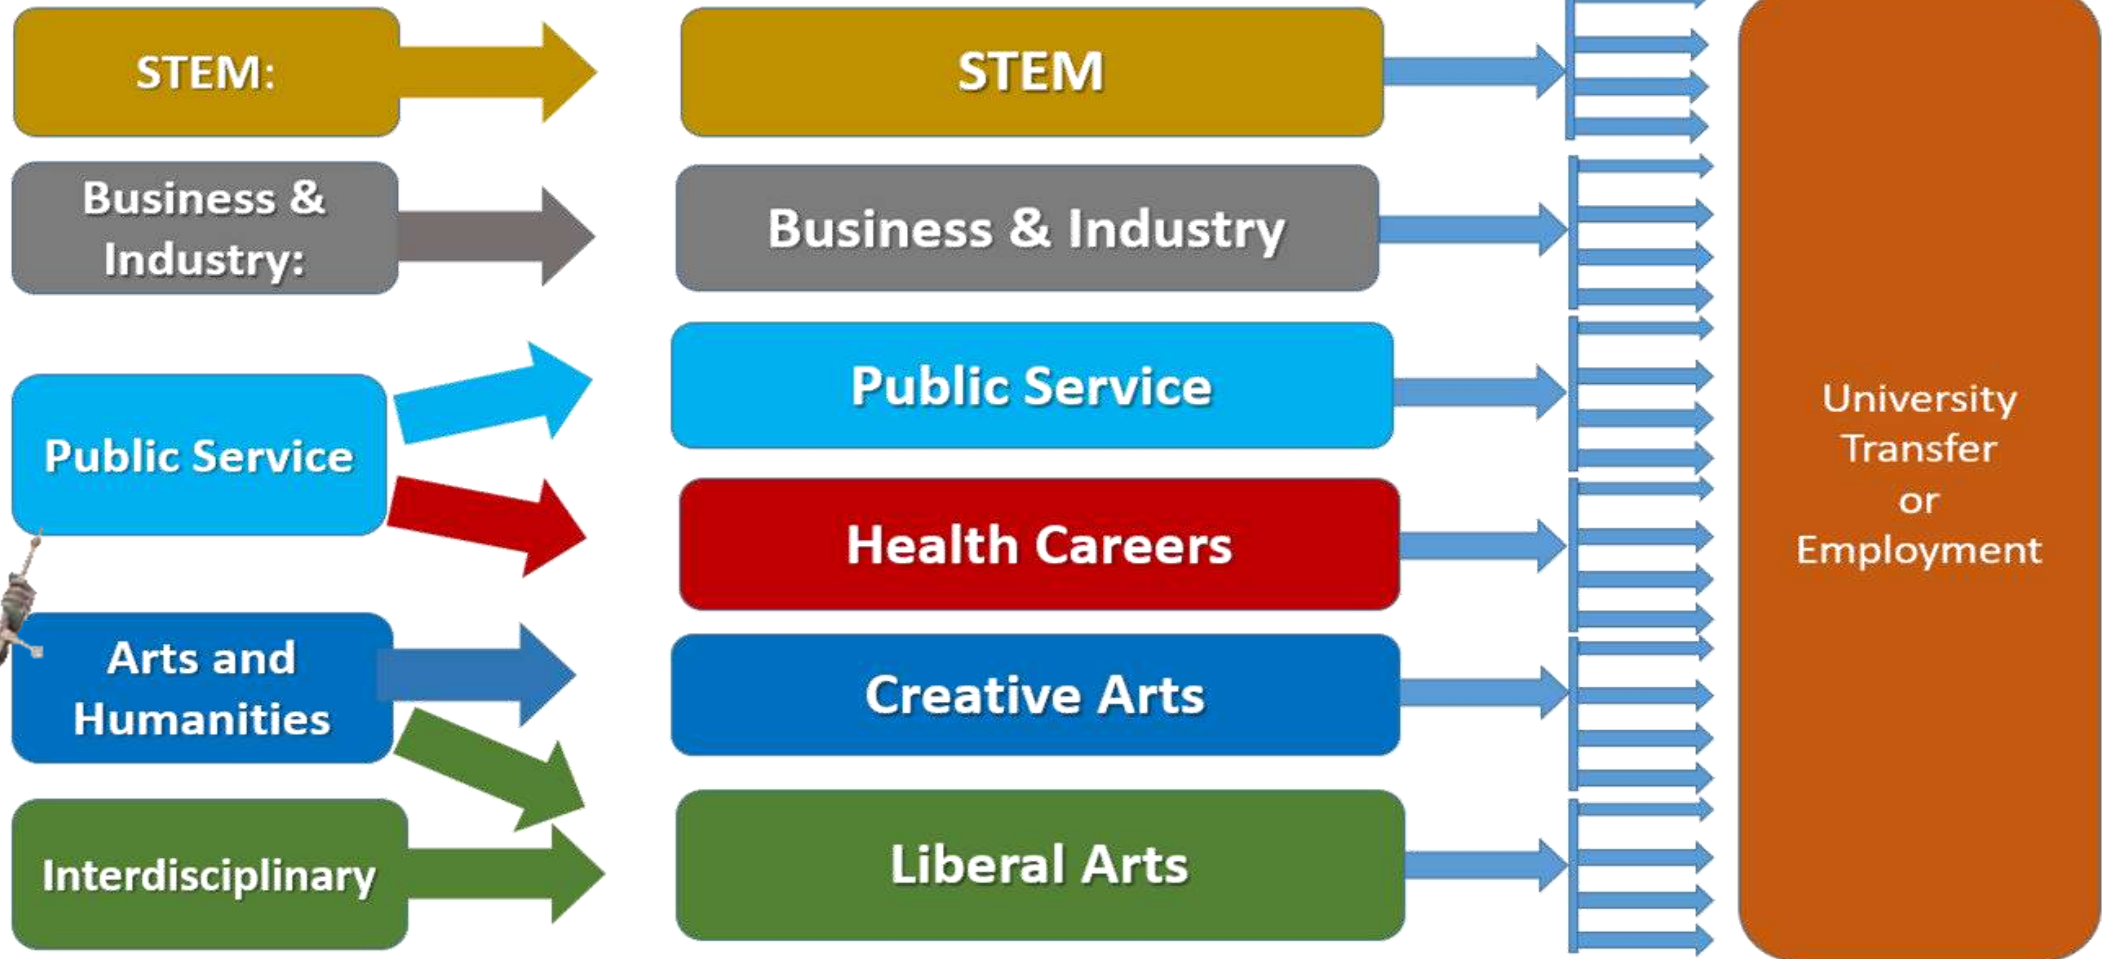 STEM:
STEM
Business &
Industry:
Business & Industry
Public Service
Public Service
Health Careers
Arts and
Humanities
Creative Arts
Interdisciplinary
Liberal Arts
University
Transfer
or
Employment